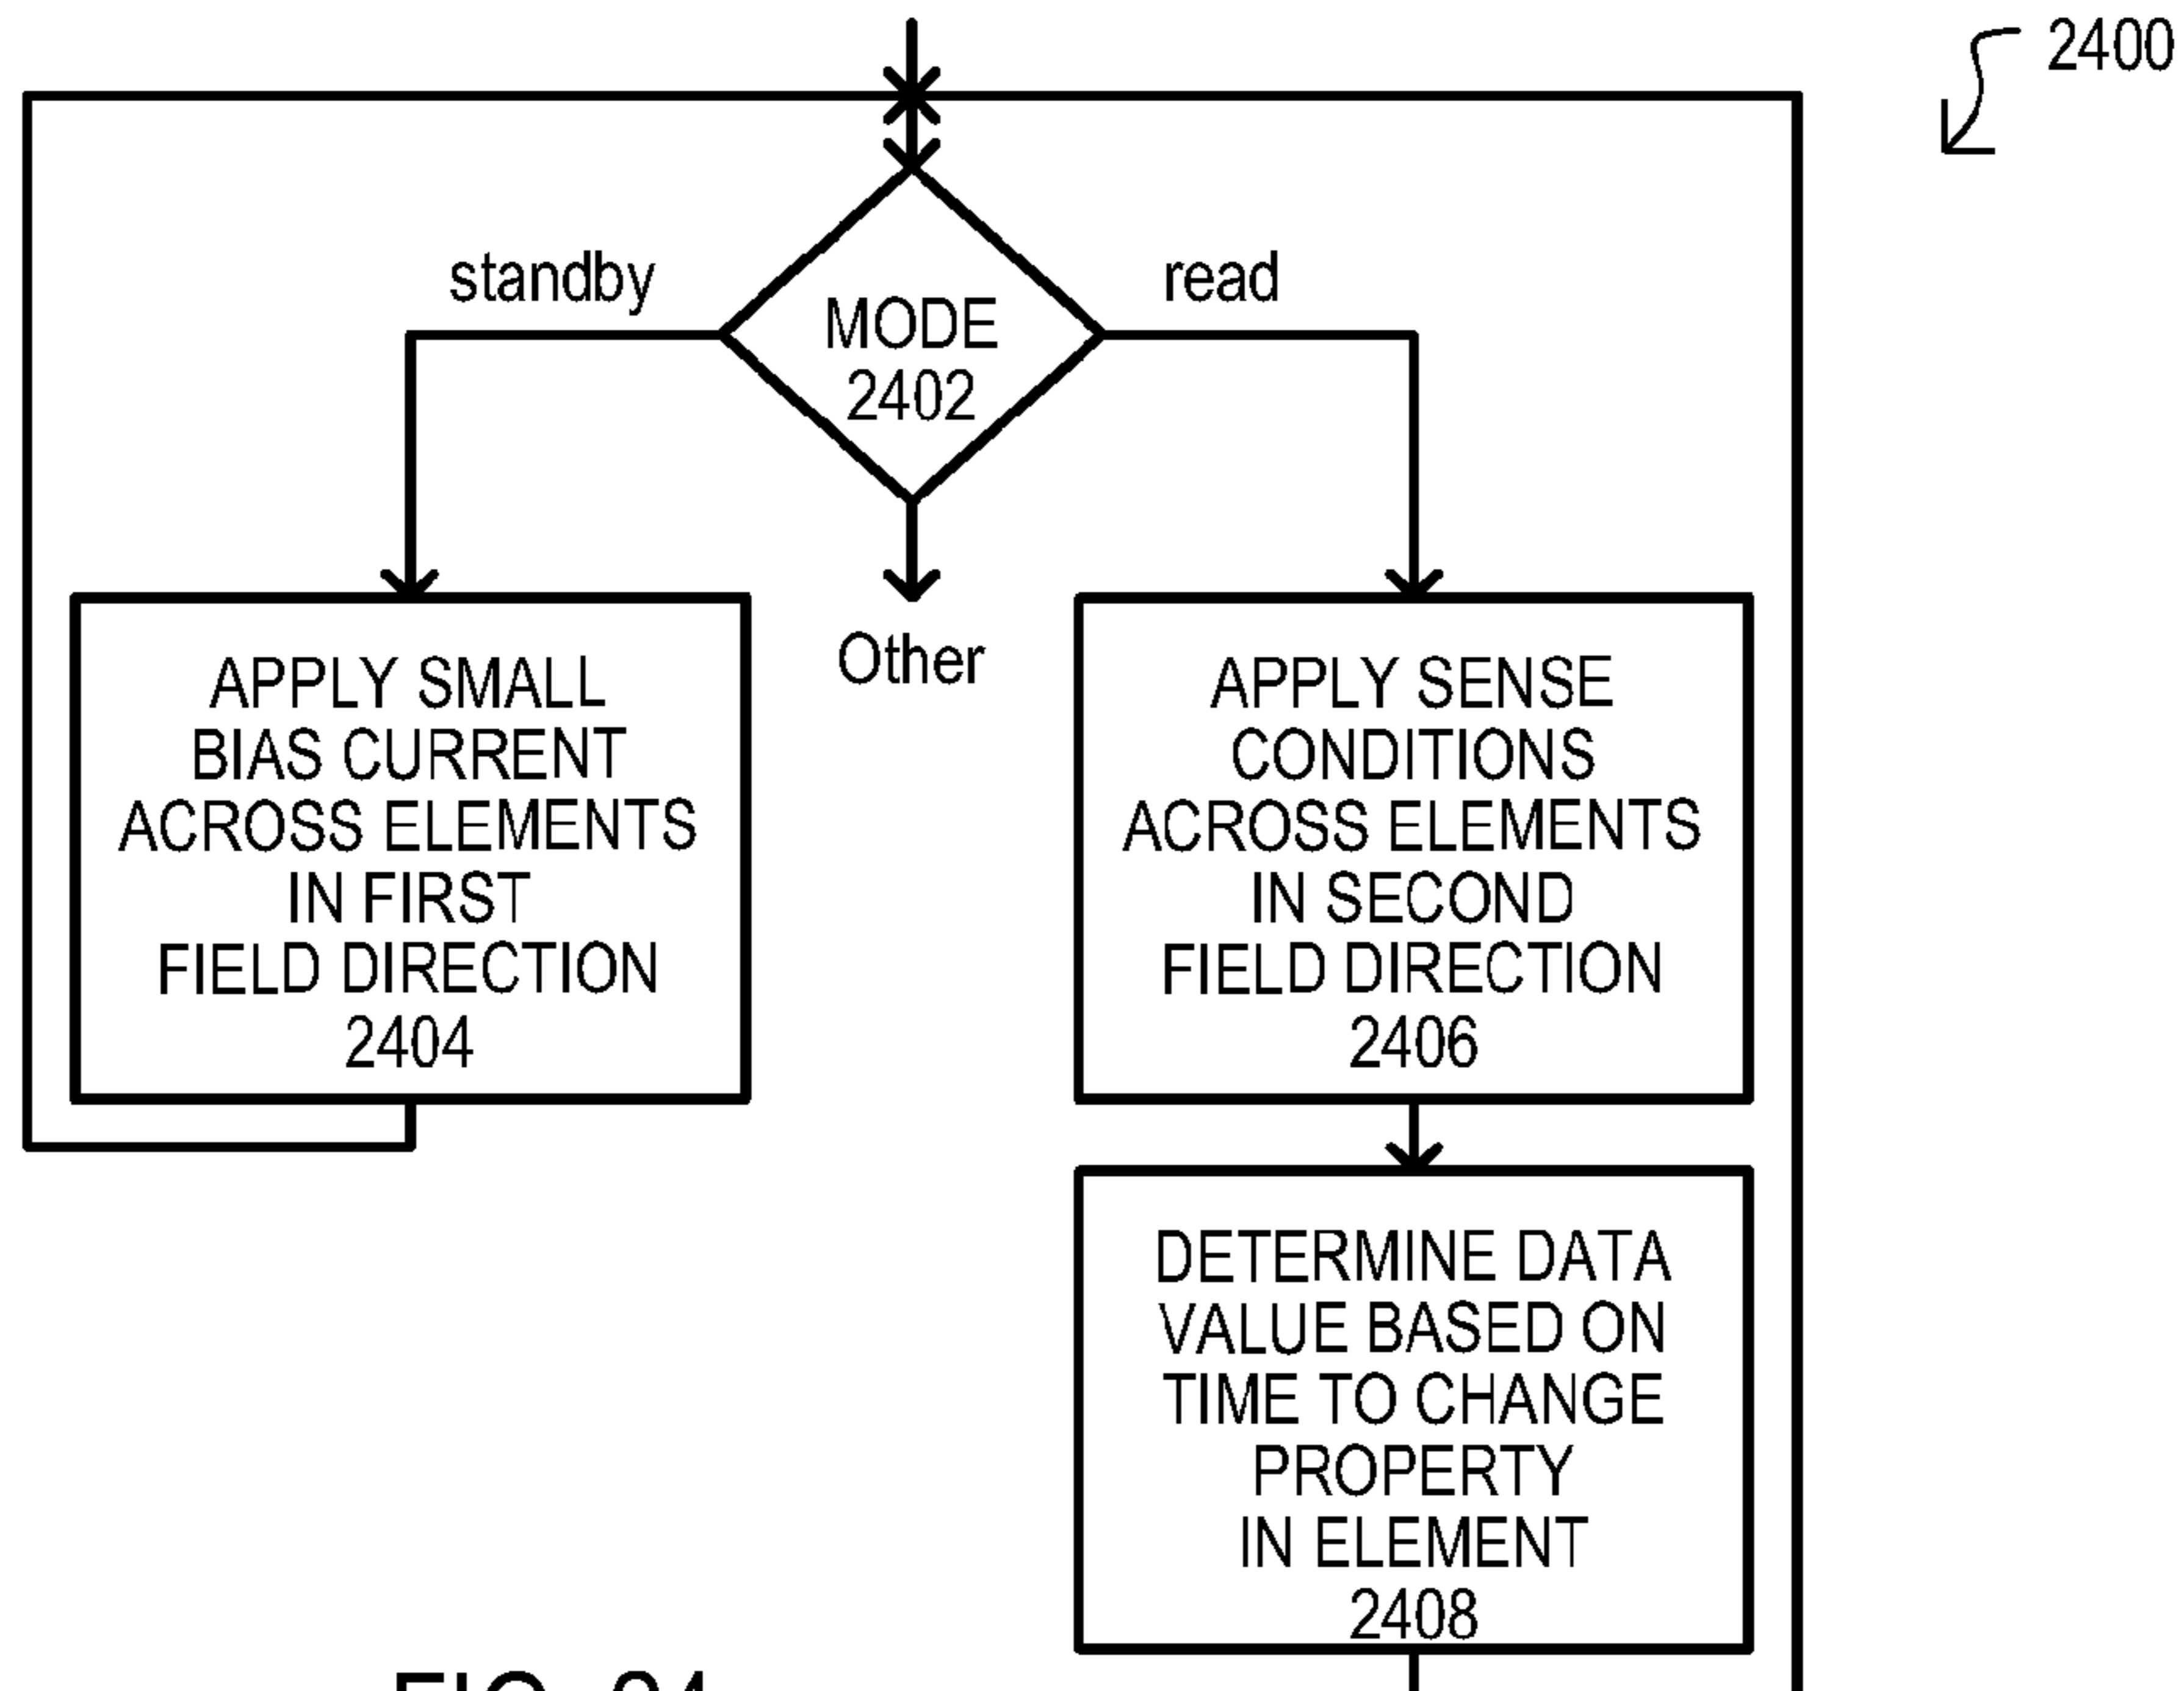 2400
standby
read
MODE
2402
Other
APPLY SMALL
BIAS CURRENT
ACROSS ELEMENTS
IN FIRST
FIELD DIRECTION
2404
APPLY SENSE
CONDITIONS
ACROSS ELEMENTS
IN SECOND
FIELD DIRECTION
2406
DETERMINE DATA
VALUE BASED ON
TIME TO CHANGE
PROPERTY
IN ELEMENT
2408